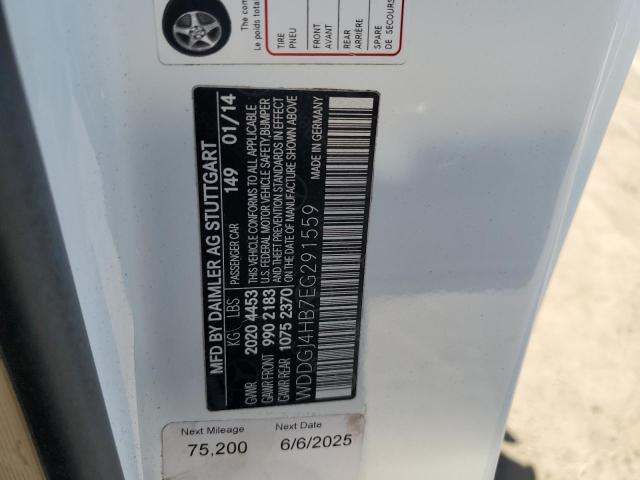 The com
Le poids total
TIRE
PNEU
FRONT
AVANT
REAR
ARRIÈRE
SPARE
DE SECOURS
MFD BY DAIMLER AG STUTTGART
PASSENGER CAR 149 01/14
KG LBS
GVWR 2020 4453
GAWR FRONT 990 2183
GAWR REAR 1075 2370
THIS VEHICLE CONFORMS TO ALL APPLICABLE
U.S. FEDERAL MOTOR VEHICLE SAFETY, BUMPER
AND THEFT PREVENTION STANDARDS IN EFFECT
ON THE DATE OF MANUFACTURE SHOWN ABOVE
WDDGJ4HB7EG291559
MADE IN GERMANY
Next Mileage Next Date
75,200 6/6/2025